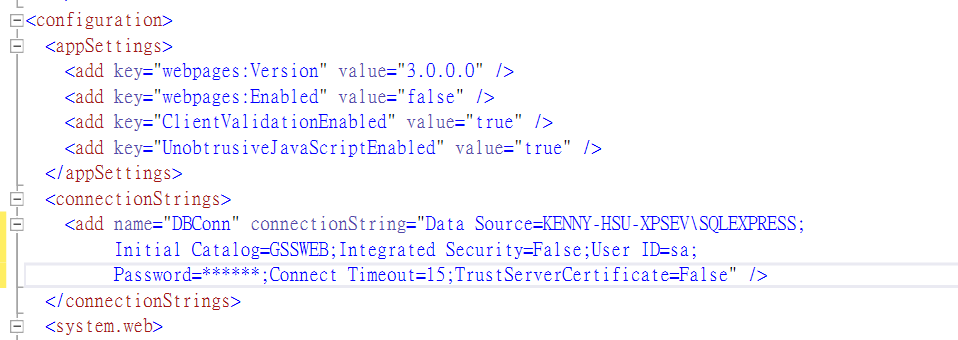 <configuration>
<appSettings>
<add key="webpages:Version" value="3.0.0.0" />
<add key="webpages:Enabled" value="false" />
<add key="ClientValidationEnabled" value="true" />
<add key="UnobtrusiveJavaScriptEnabled" value="true" />
</appSettings>
<connectionStrings>
<add name="DBConn" connectionString="Data Source=KENNY-HSU-XPSEV\SQLEXPRESS;
Initial Catalog=GSSWEB;Integrated Security=False;User ID=sa;
Password=******;Connect Timeout=15;TrustServerCertificate=False" />
</connectionStrings>
<system.web>